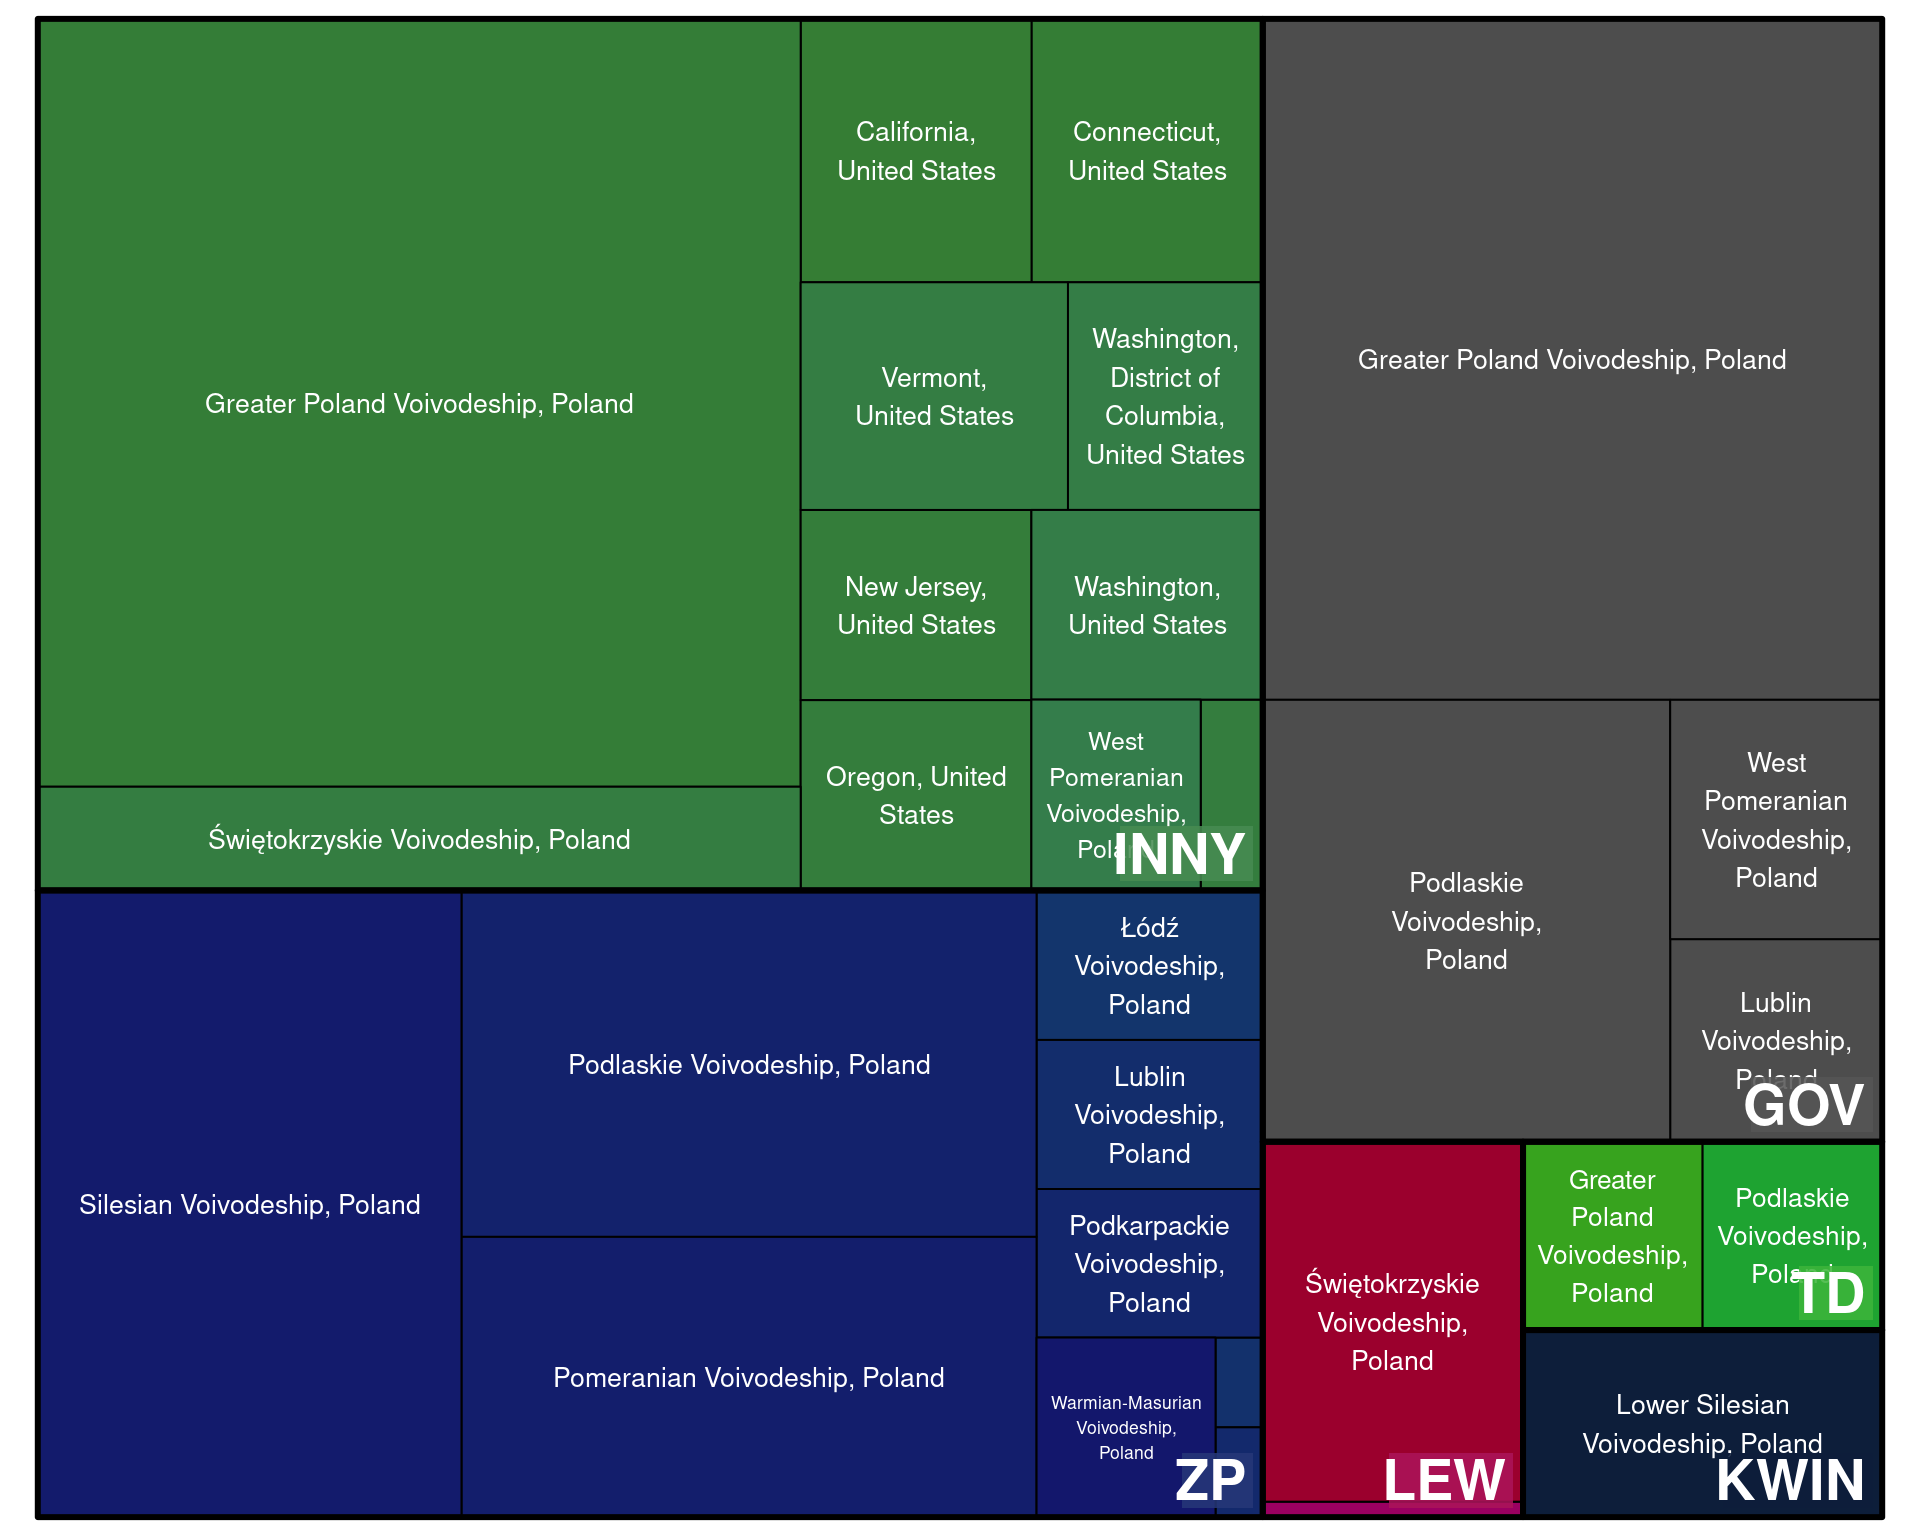 Greater Poland Voivodeship, Poland
Świętokrzyskie Voivodeship, Poland
California,
United States
Connecticut,
United States
Vermont,
United States
Washington,
District of
Columbia,
United States
New Jersey,
United States
Washington,
United States
Oregon, United
States
West
Pomeranian
Voivodeship,
Poland
INNY
Silesian Voivodeship, Poland
Podlaskie Voivodeship, Poland
Pomeranian Voivodeship, Poland
Łódź
Voivodeship,
Poland
Lublin
Voivodeship,
Poland
Podkarpackie
Voivodeship,
Poland
Warmian-Masurian
Voivodeship,
Poland
ZP
Greater Poland Voivodeship, Poland
Podlaskie
Voivodeship,
Poland
West
Pomeranian
Voivodeship,
Poland
Lublin
Voivodeship,
Poland
GOV
Świętokrzyskie
Voivodeship,
Poland
LEW
Greater
Poland
Voivodeship,
Poland
Podlaskie
Voivodeship,
Poland
TD
Lower Silesian
Voivodeship, Poland
KWIN